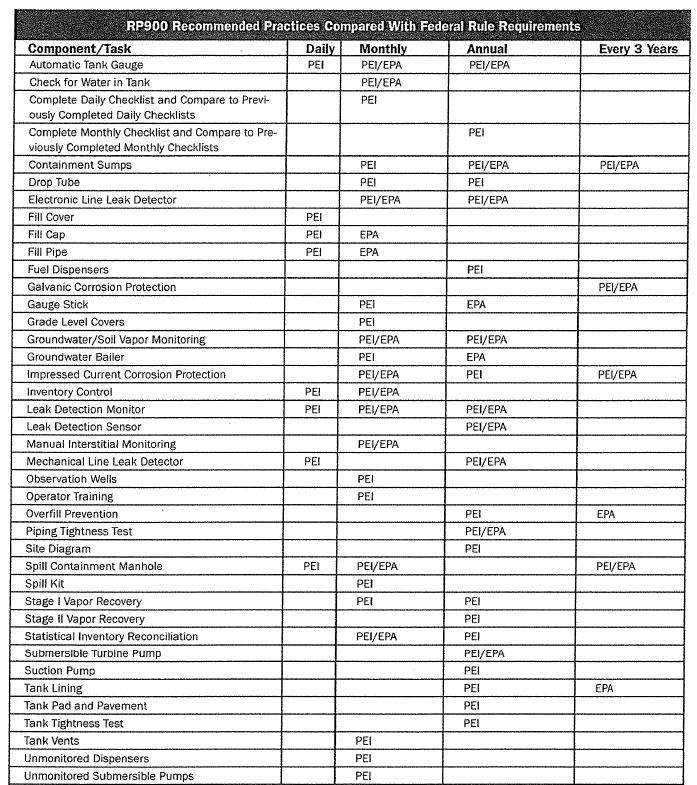 RP900 Recommended Practices Compared With Federal Rule Requirements
Component/Task Daily Monthly Annual Every 3 Years
Automatic Tank Gauge PEI PEI/EPA PEI/EPA
Check for Water in Tank PEI/EPA
Complete Daily Checklist and Compare to Previ- PEI
ously Completed Daily Checklists
Complete Monthly Checklist and Compare to Pre- PEI
viously Completed Monthly Checklists
Containment Sumps PEI PEI/EPA PEI/EPA
Drop Tube PEI PEI
Electronic Line Leak Detector PEI/EPA PEI/EPA
Fill Cover PEI
Fill Cap PEI EPA
Fill Pipe PEI EPA
Fuel Dispensers PEI
Galvanic Corrosion Protection PEI/EPA
Gauge Stick PEI EPA
Grade Level Covers PEI
Groundwater/Soil Vapor Monitoring PEI/EPA PEI/EPA
Groundwater Bailer PEI EPA
Impressed Current Corrosion Protection PEI/EPA PEI PEI/EPA
Inventory Control PEI PEI/EPA
Leak Detection Monitor PEI PEI/EPA PEI/EPA
Leak Detection Sensor PEI/EPA
Manual Interstitial Monitoring PEI/EPA
Mechanical Line Leak Detector PEI PEI/EPA
Observation Wells PEI
Operator Training PEI
Overfill Prevention PEI EPA
Piping Tightness Test PEI/EPA
Site Diagram PEI
Spill Containment Manhole PEI PEI/EPA PEI/EPA
Spill Kit PEI
Stage I Vapor Recovery PEI PEI
Stage II Vapor Recovery PEI
Statistical Inventory Reconciliation PEI/EPA PEI
Submersible Turbine Pump PEI/EPA
Suction Pump PEI
Tank Lining PEI EPA
Tank Pad and Pavement PEI
Tank Tightness Test PEI
Tank Vents PEI
Unmonitored Dispensers PEI
Unmonitored Submersible Pumps PEI